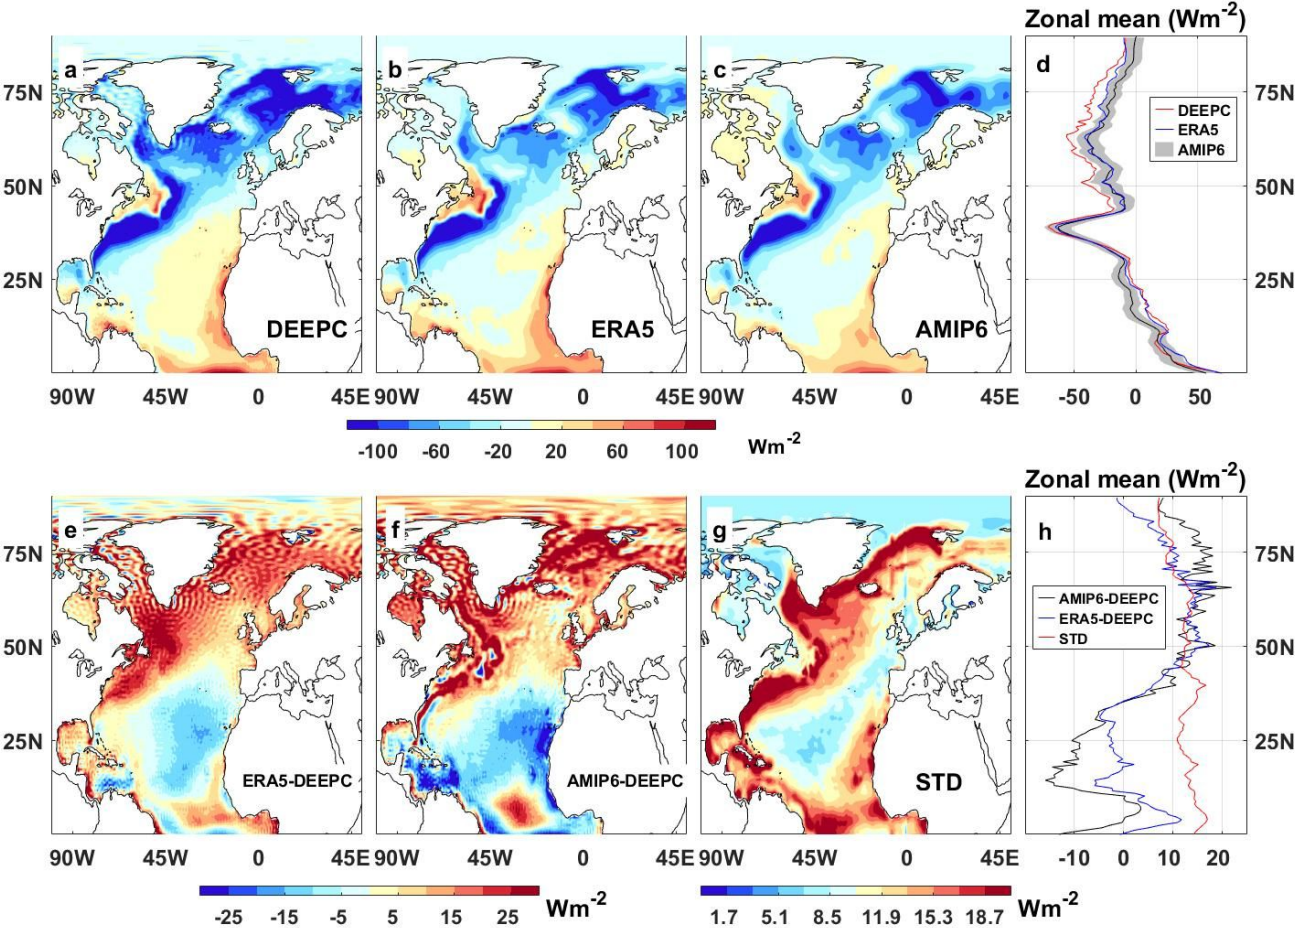 Zonal mean (Wm-2)
a
b
c
d
75N
50N
25N
DEEPC
ERA5
AMIP6
75N
50N
25N
DEEPC
ERA5
AMIP6
90W 45W 0 45E
90W 45W 0 45E
90W 45W 0 45E
-50 0 50
-100 -60 -20 20 60 100
Wm-2
Zonal mean (Wm-2)
e
f
g
h
75N
50N
25N
AMIP6-DEEPC
ERA5-DEEPC
STD
75N
50N
25N
ERA5-DEEPC
AMIP6-DEEPC
STD
90W 45W 0 45E
90W 45W 0 45E
90W 45W 0 45E
-10 0 10 20
-25 -15 -5 5 15 25
Wm-2
1.7 5.1 8.5 11.9 15.3 18.7
Wm-2